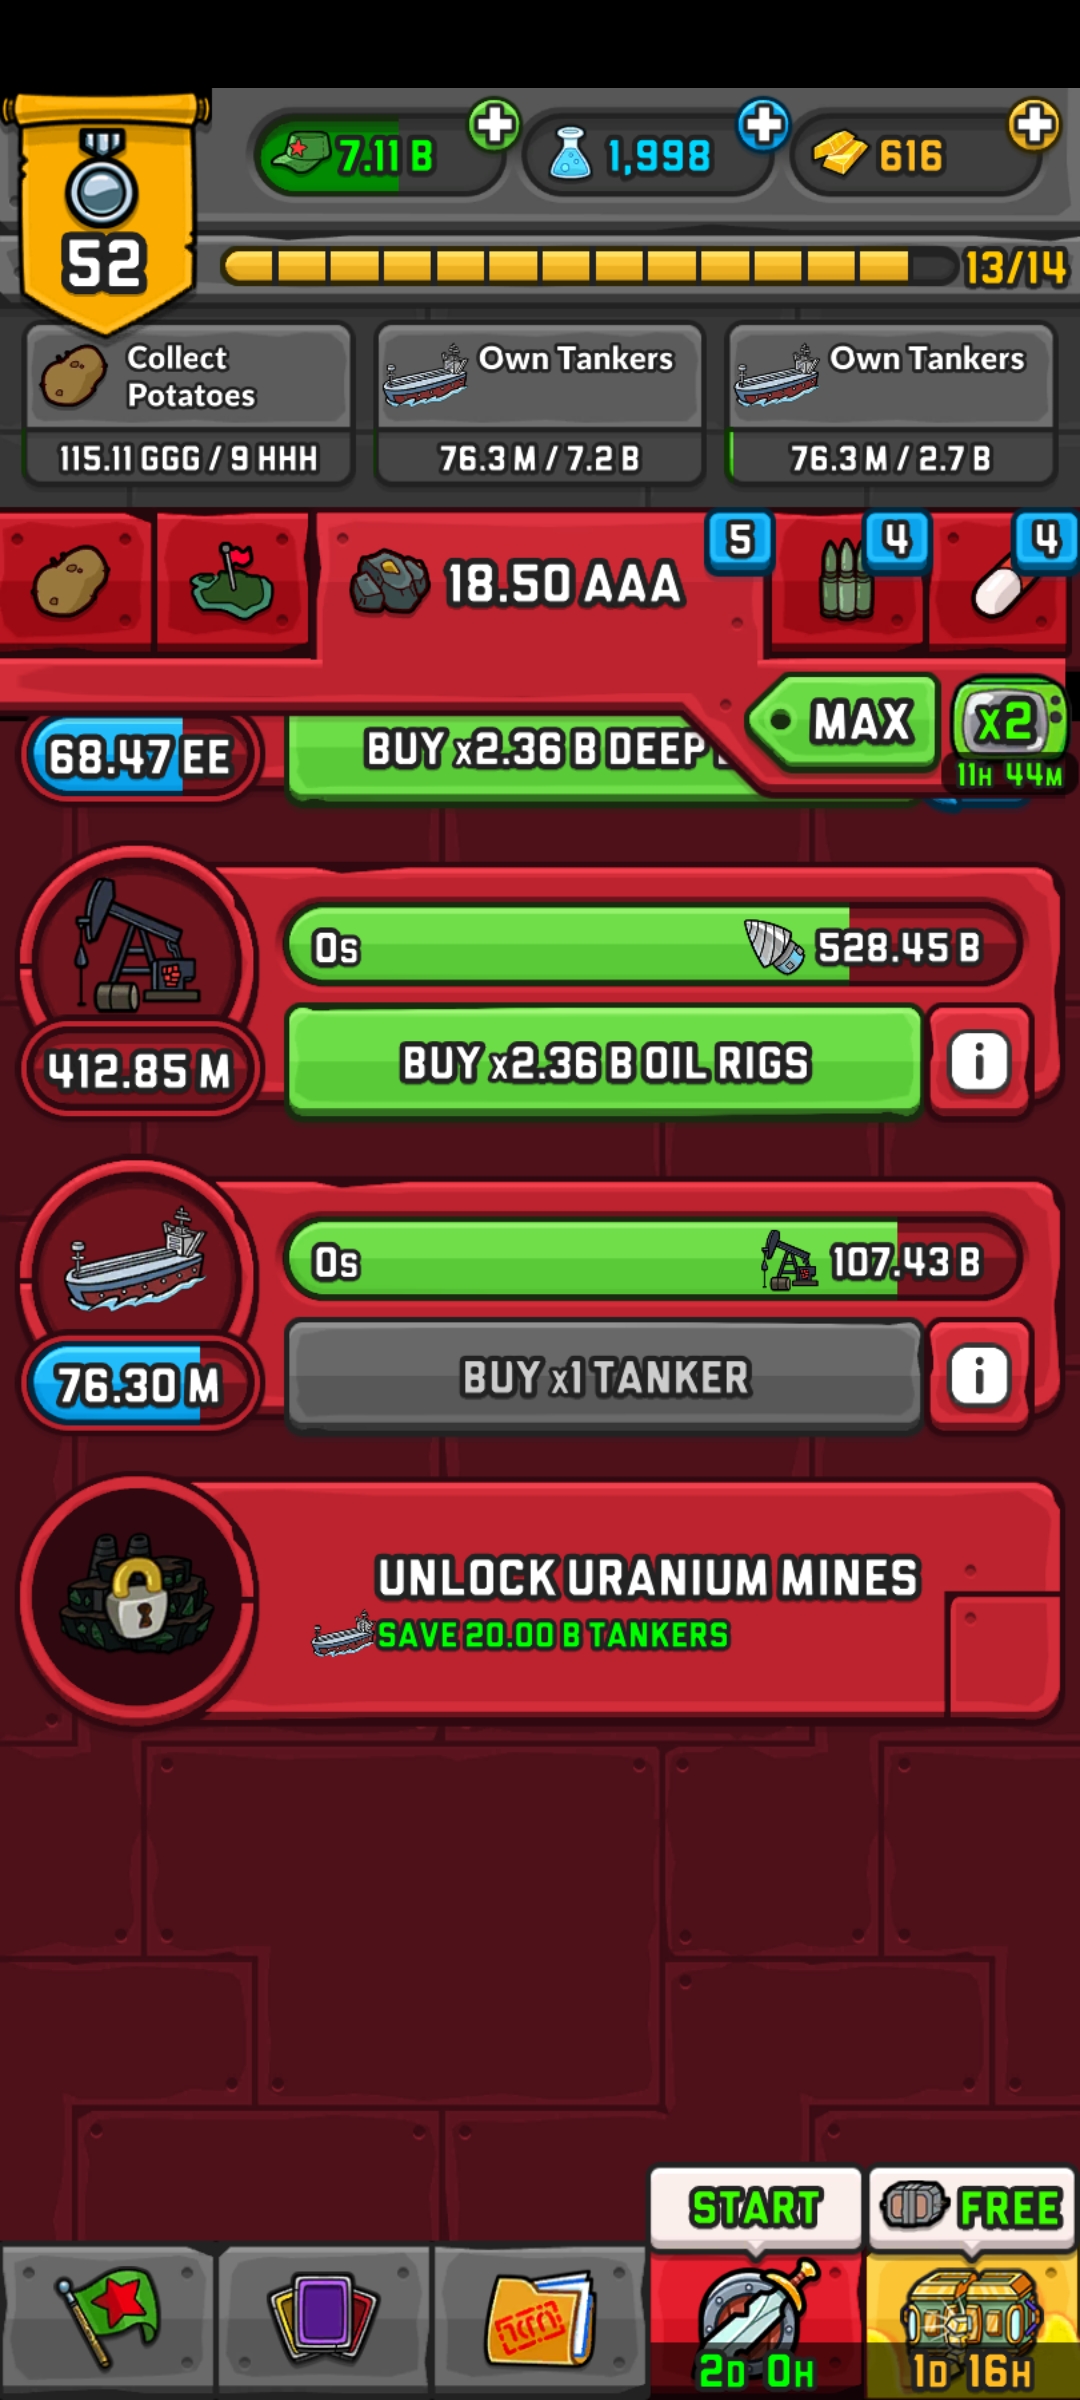 7.11 B
1,998
616
52
13/14
Collect
Potatoes
115.11 GGG / 9 HHH
Own Tankers
76.3 M / 7.2 B
Own Tankers
76.3 M / 2.7 B
18.50 AAA
5
4
4
MAX
x2
11H 44M
68.47 EE
BUY x2.36 B DEEP
0s
528.45 B
412.85 M
BUY x2.36 B OIL RIGS
i
0s
107.43 B
76.30 M
BUY x1 TANKER
i
UNLOCK URANIUM MINES
SAVE 20.00 B TANKERS
START
FREE
2D 0H
1D 16H